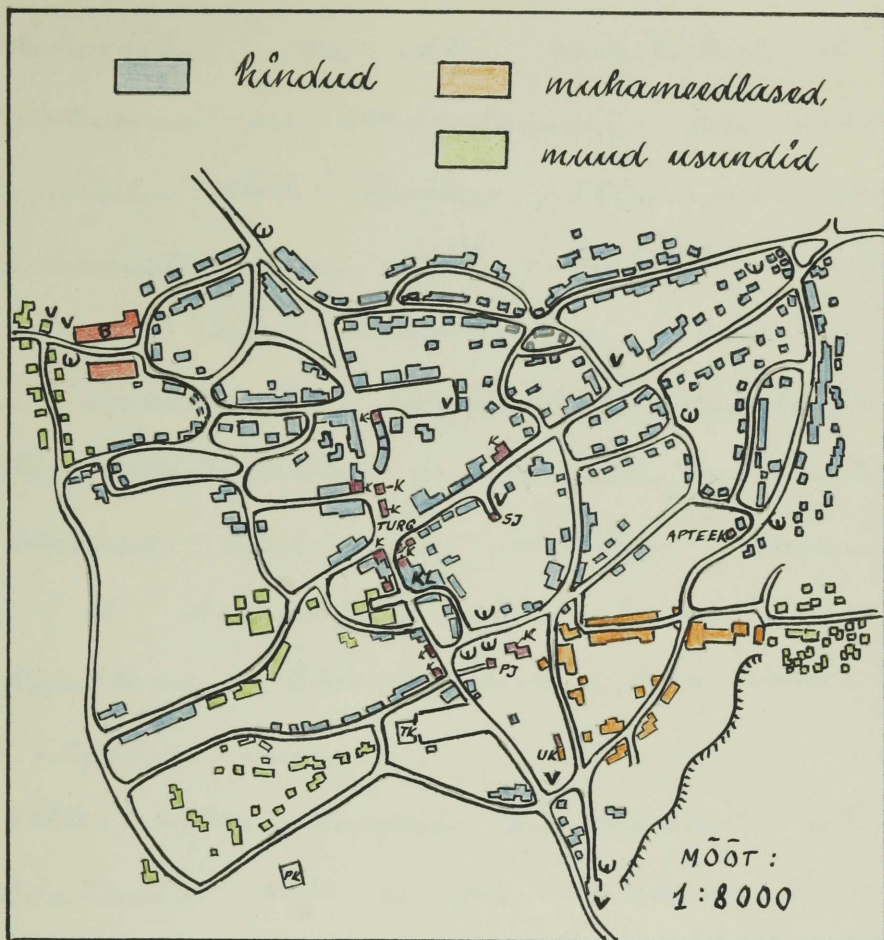 hindud
muhameedlased,
muud usundid
V
V
B
K
V
V
K
K
K
K
K
TURG
V
SJ
APTEEK
K
K
KL
K
K
K
PJ
TK
UK
V
PK
V
MÕÕT:
1:8000